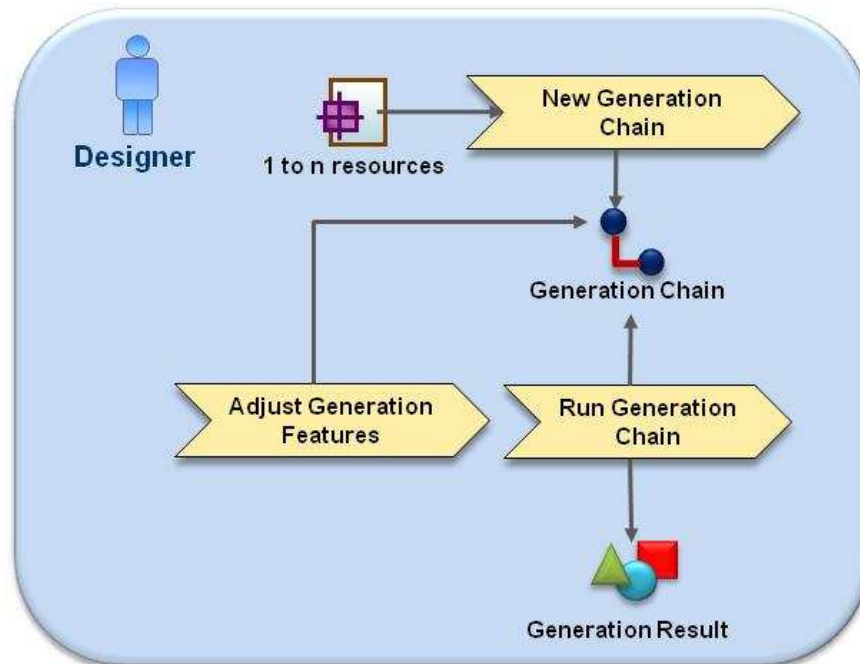 Designer
1 to n resources
New Generation
Chain
Generation Chain
Adjust Generation
Features
Run Generation
Chain
Generation Result